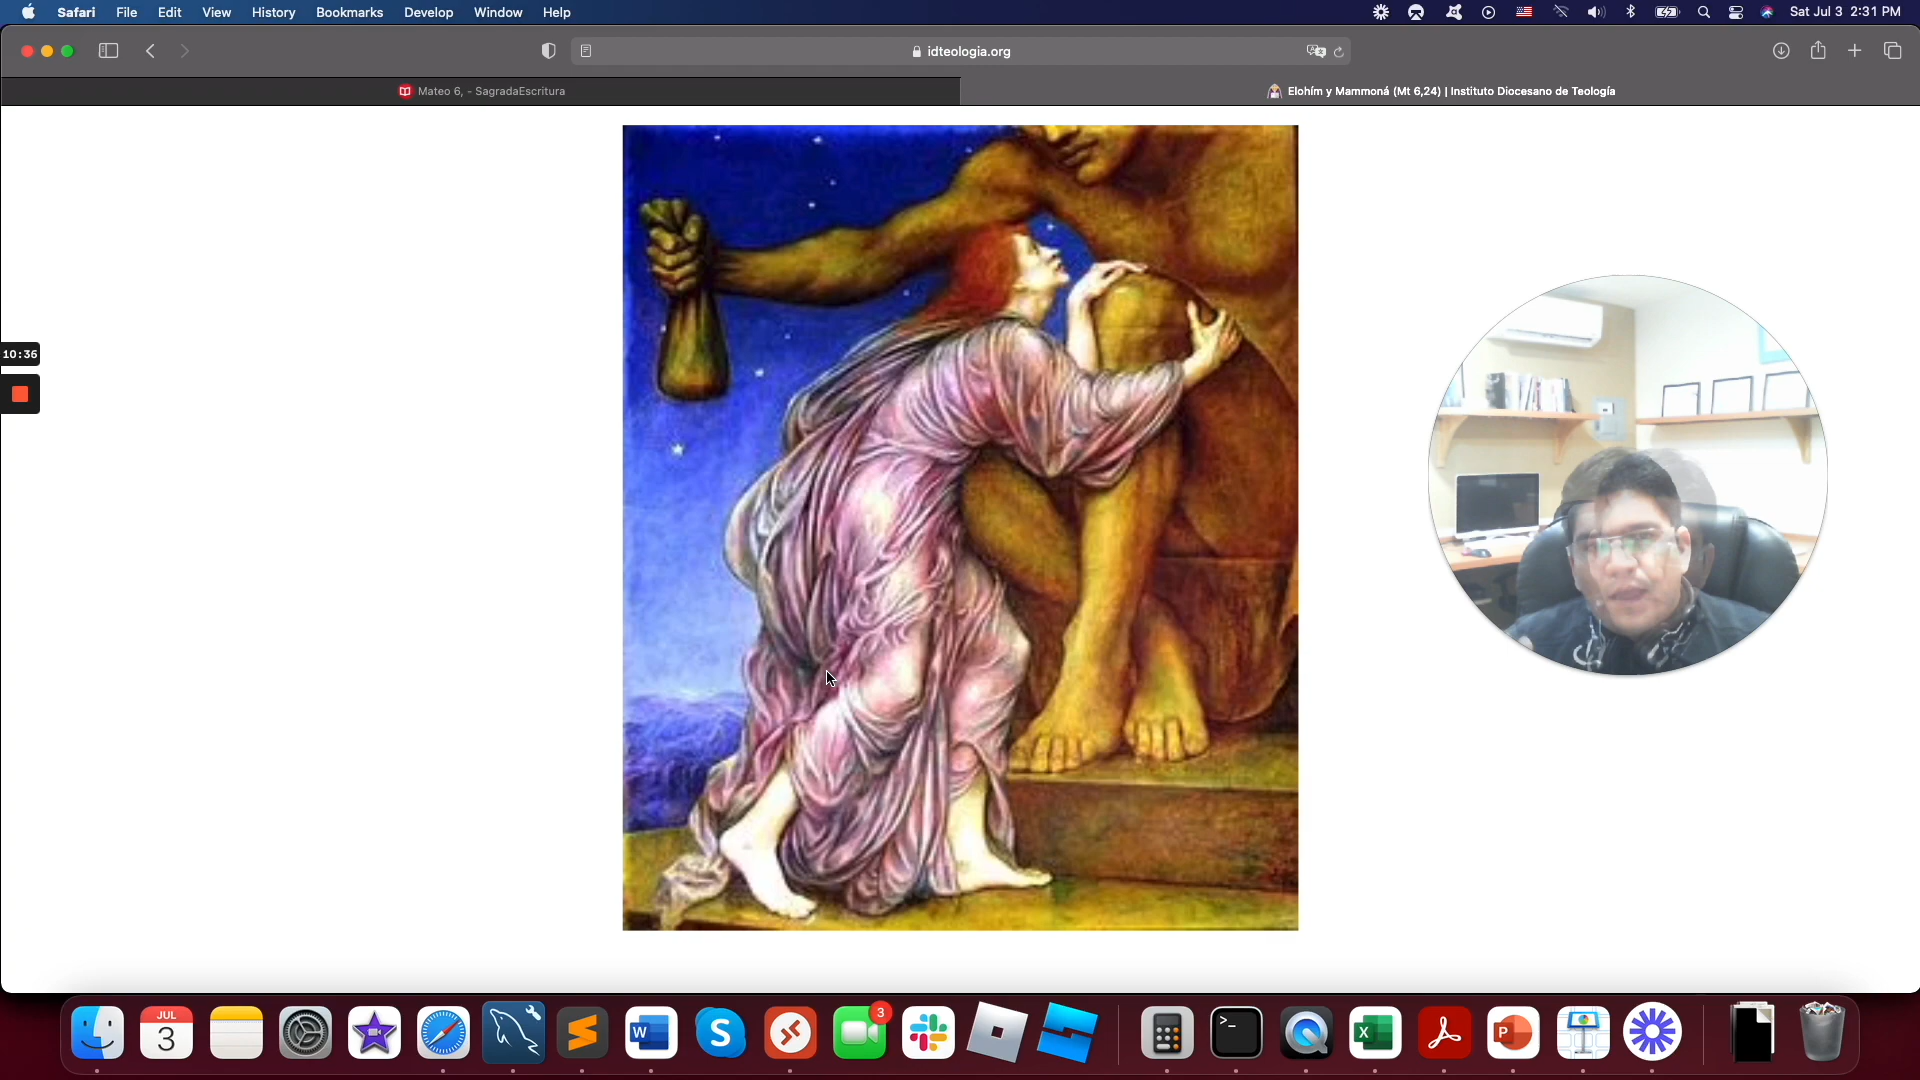 Safari File Edit View History Bookmarks Develop Window Help Sat Jul 3 2:31 PM
idteologia.org
Mateo 6, - SagradaEscritura
Elohím y Mammoná (Mt 6,24) | Instituto Diocesano de Teología
10:36
3
JUL
3
W
S
X
P
>_